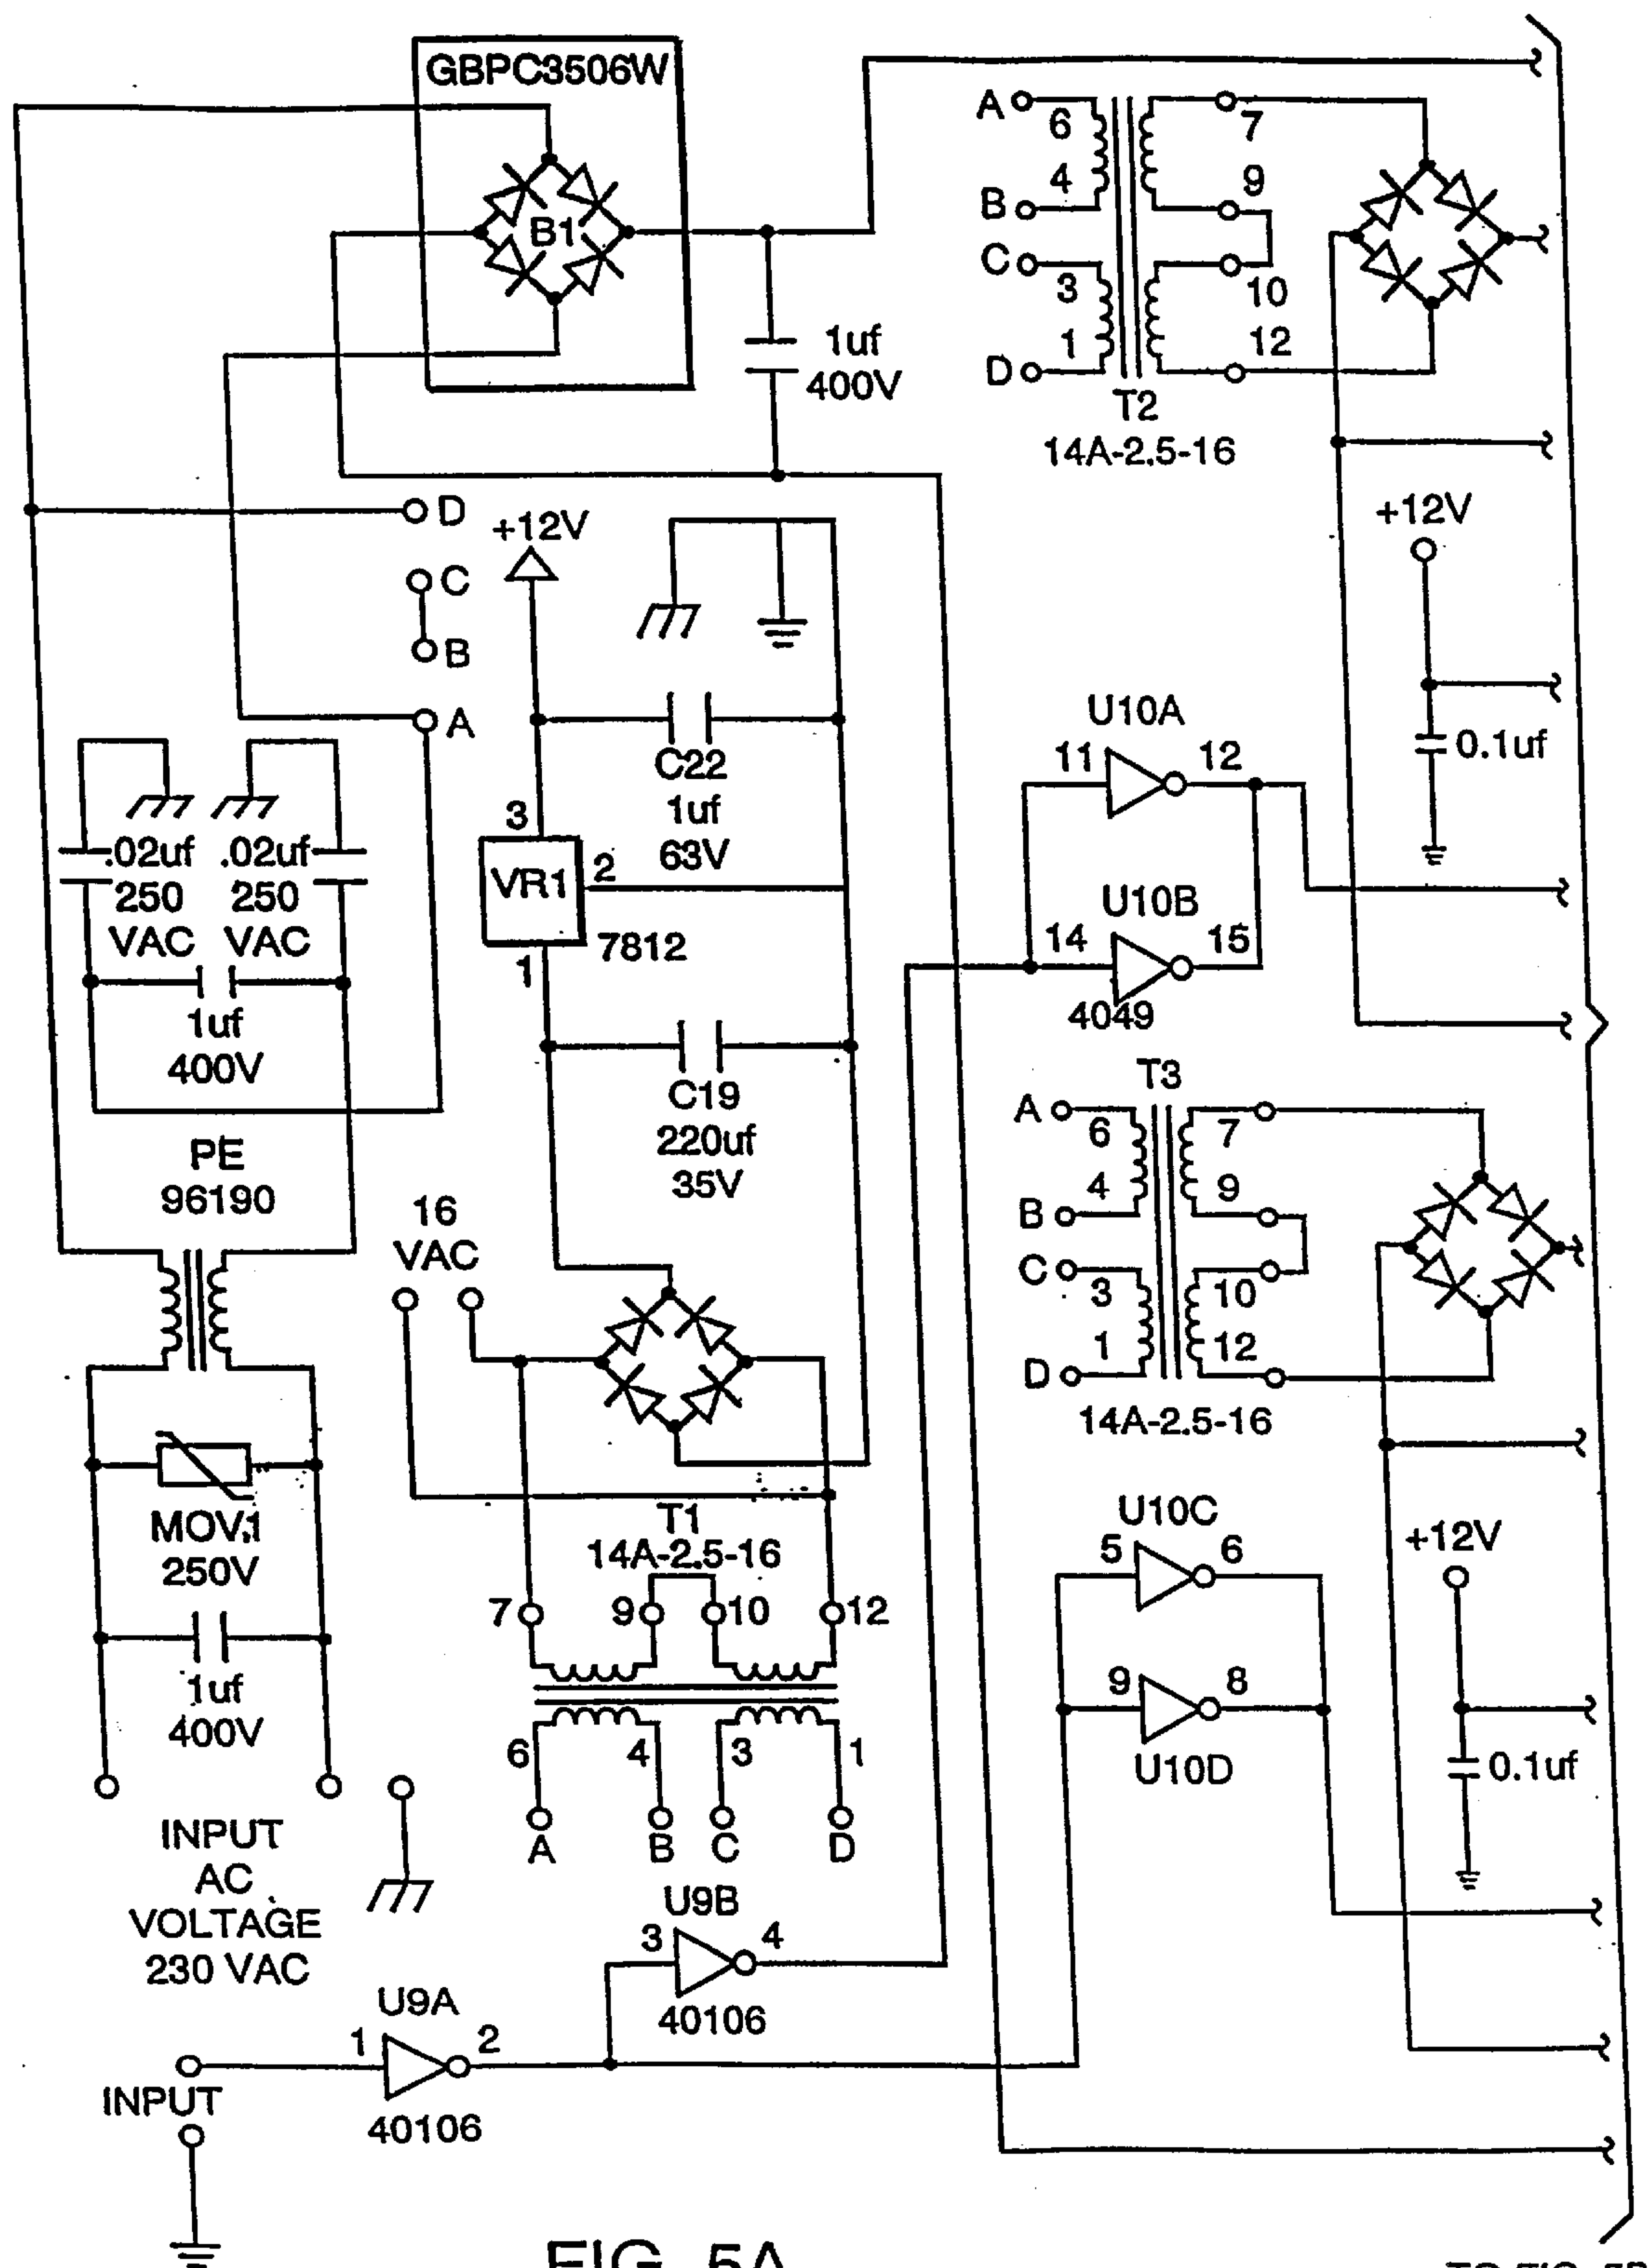 GBPC3506W
B1
1uf
400V
A
6
7
4
9
B
C
3
10
1
12
D
T2
14A-2.5-16
D
+12V
C
B
A
+12V
0.1uf
C22
1uf
63V
3
VR1
2
7812
1
.02uf
250
VAC
.02uf
250
VAC
1uf
400V
U10A
11
12
U10B
14
15
4049
C19
220uf
35V
PE
96190
16
VAC
T3
A
6
7
4
9
B
C
3
10
1
12
D
14A-2.5-16
MOV.1
250V
1uf
400V
T1
14A-2.5-16
7
9
10
12
6
4
3
1
A
B
C
D
U10C
5
6
9
8
U10D
+12V
0.1uf
INPUT
AC
VOLTAGE
230 VAC
U9B
3
4
40106
U9A
1
2
40106
INPUT
FIG. 5A